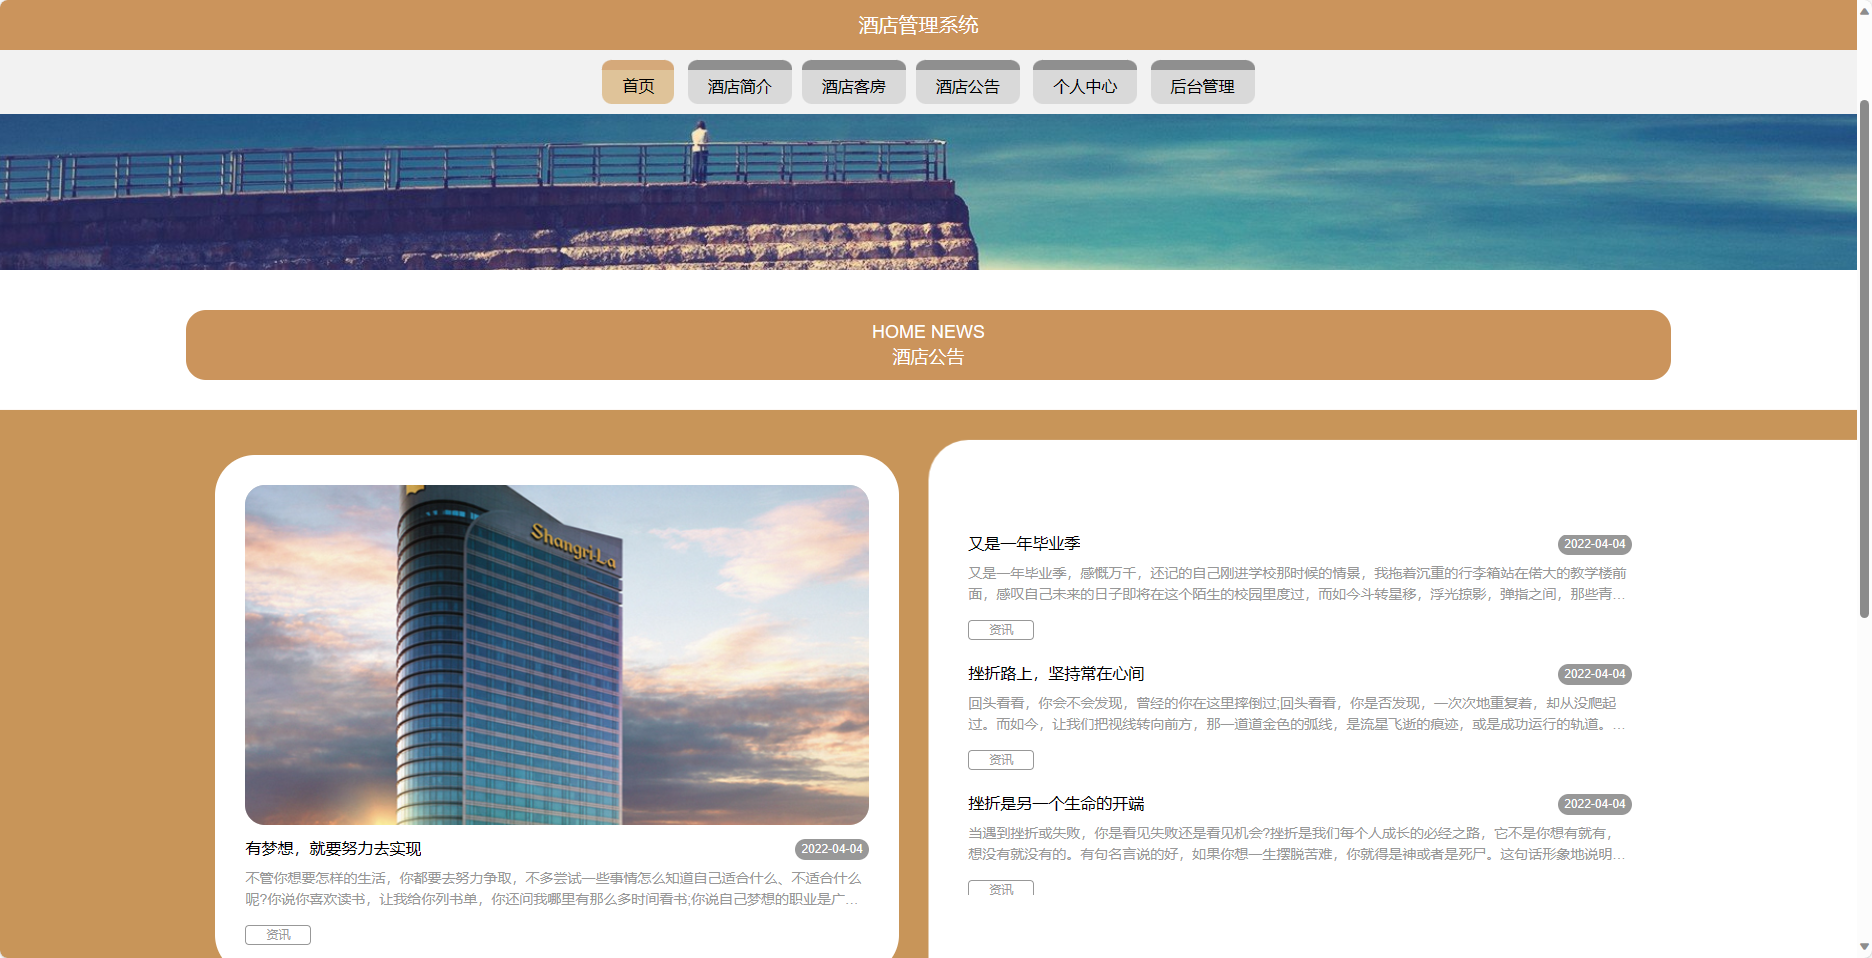 酒店管理系统
首页 酒店简介 酒店客房 酒店公告 个人中心 后台管理
HOME NEWS
酒店公告
Shangri-La
有梦想，就要努力去实现 2022-04-04
不管你想要怎样的生活，你都要去努力争取，不多尝试一些事情怎么知道自己适合什么、不适合什么
呢?你说你喜欢读书，让我给你列书单，你还问我哪里有那么多时间看书;你说自己梦想的职业是广...
资讯
又是一年毕业季 2022-04-04
又是一年毕业季，感慨万千，还记的自己刚进学校那时候的情景，我拖着沉重的行李箱站在偌大的教学楼前
面，感叹自己未来的日子即将在这个陌生的校园里度过，而如今斗转星移，浮光掠影，弹指之间，那些青...
资讯
挫折路上，坚持常在心间 2022-04-04
回头看看，你会不会发现，曾经的你在这里摔倒过;回头看看，你是否发现，一次次地重复着，却从没爬起
过。而如今，让我们把视线转向前方，那一道道金色的弧线，是流星飞逝的痕迹，或是成功运行的轨道。...
资讯
挫折是另一个生命的开端 2022-04-04
当遇到挫折或失败，你是看见失败还是看见机会?挫折是我们每个人成长的必经之路，它不是你想有就有，
想没有就没有的。有句名言说的好，如果你想一生摆脱苦难，你就得是神或者是死尸。这句话形象地说明...
资讯